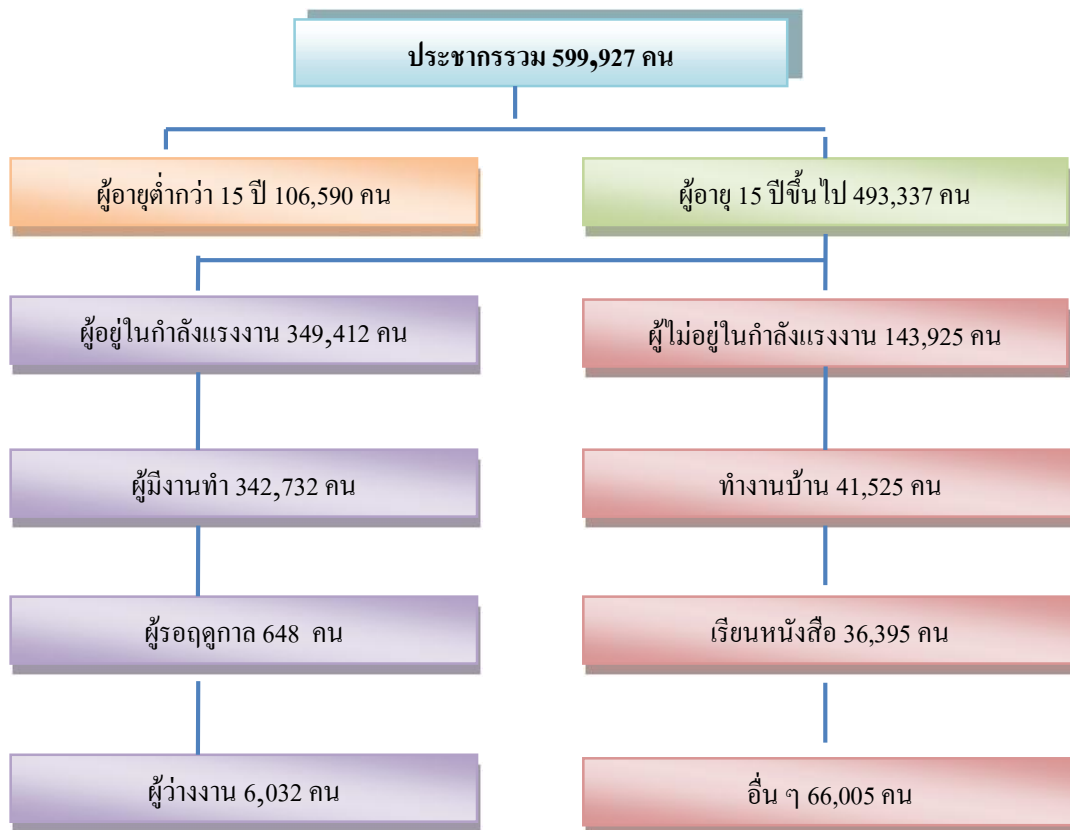 ประชากรรวม 599,927 คน
ผู้อายุต่ำกว่า 15 ปี 106,590 คน
ผู้อายุ 15 ปีขึ้นไป 493,337 คน
ผู้อยู่ในกำลังแรงงาน 349,412 คน
ผู้ไม่อยู่ในกำลังแรงงาน 143,925 คน
ผู้มีงานทำ 342,732 คน
ทำงานบ้าน 41,525 คน
ผู้รอฤดูกาล 648 คน
เรียนหนังสือ 36,395 คน
ผู้ว่างงาน 6,032 คน
อื่น ๆ 66,005 คน